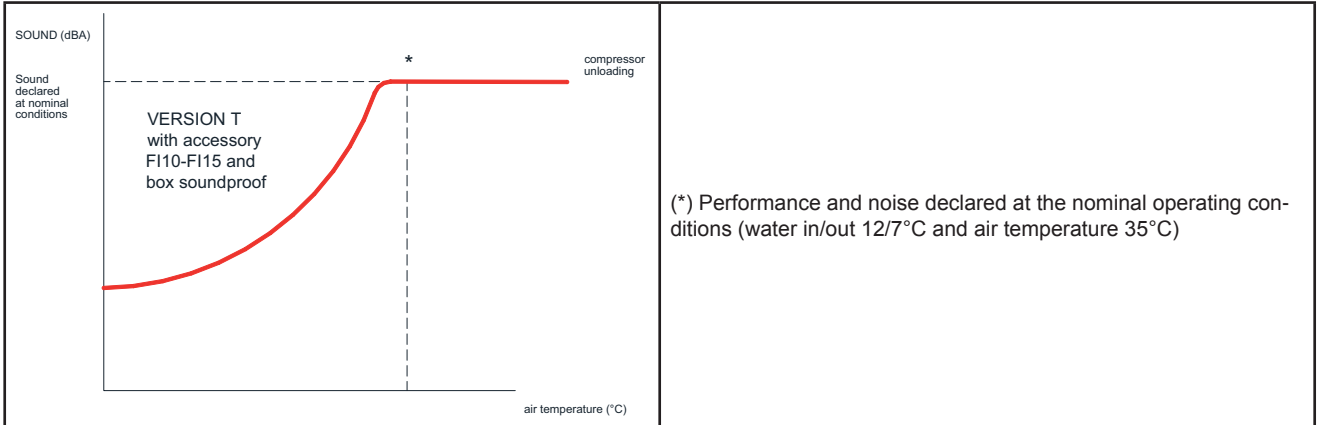 SOUND (dBA)
*
compressor
unloading
Sound
declared
at nominal
conditions
VERSION T
with accessory
FI10-FI15 and
box soundproof
air temperature (°C)
(*) Performance and noise declared at the nominal operating con-
ditions (water in/out 12/7°C and air temperature 35°C)